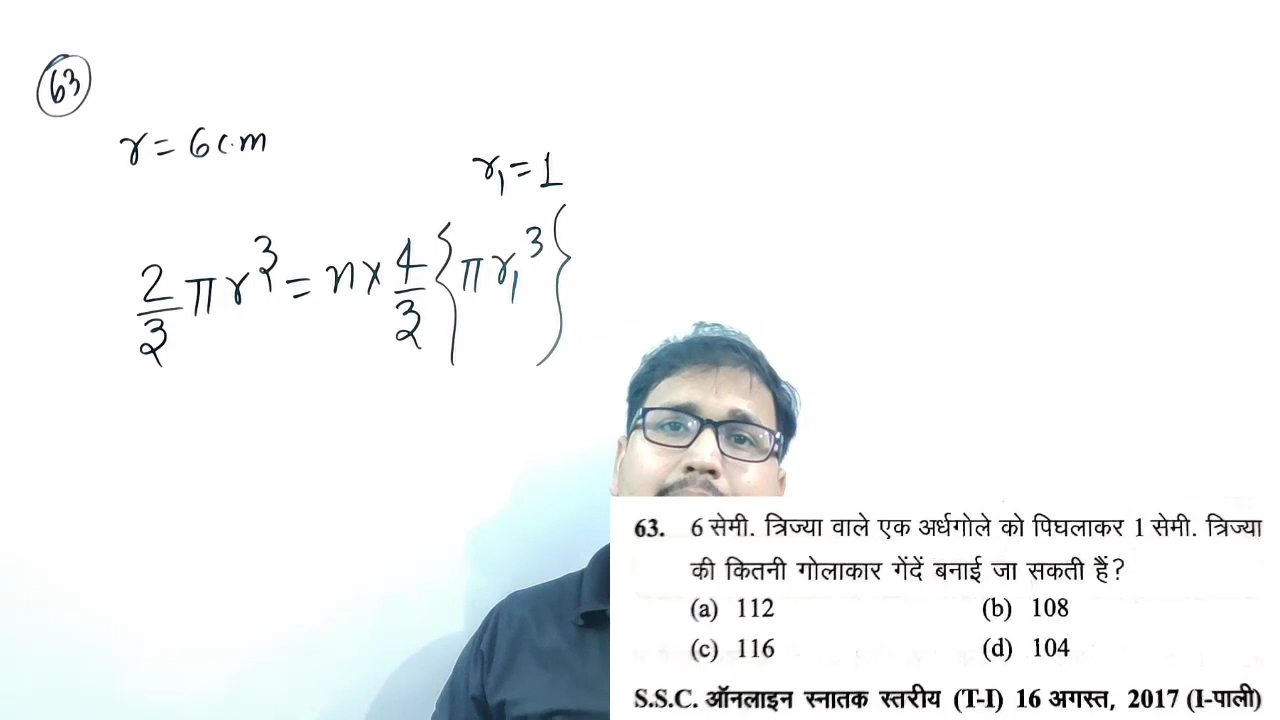 63
r = 6 c.m
r₁ = 1
2/3 π r³ = n × 4/3 { π r₁³ }
63. 6 सेमी. त्रिज्या वाले एक अर्धगोले को पिघलाकर 1 सेमी. त्रिज्या
की कितनी गोलाकार गेंदें बनाई जा सकती हैं?
(a) 112 (b) 108
(c) 116 (d) 104
S.S.C. ऑनलाइन स्नातक स्तरीय (T-I) 16 अगस्त, 2017 (I-पाली)